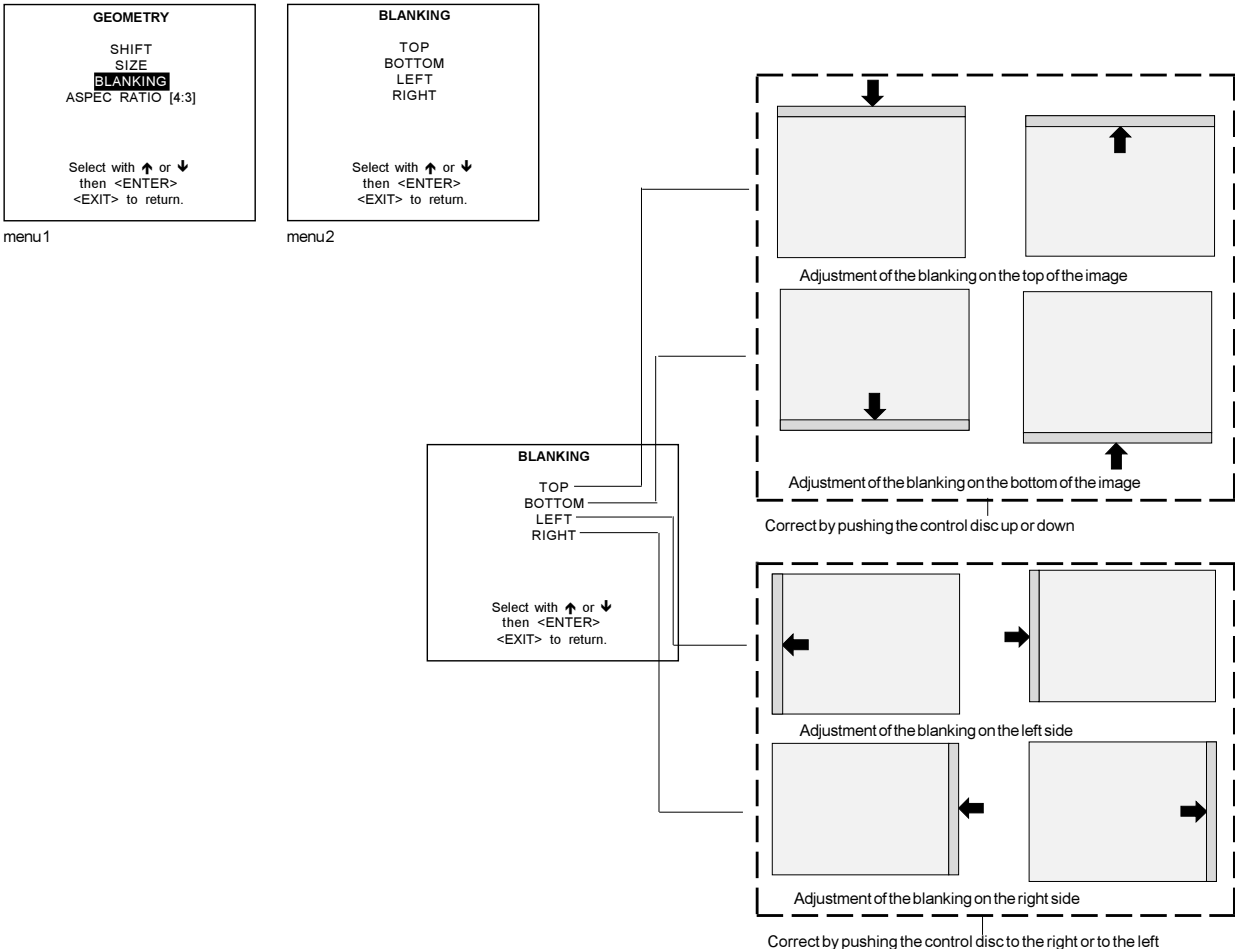 GEOMETRY
SHIFT
SIZE
BLANKING
ASPEC RATIO [4:3]
Select with ↑ or ↓
then <ENTER>
<EXIT> to return.
menu 1
BLANKING
TOP
BOTTOM
LEFT
RIGHT
Select with ↑ or ↓
then <ENTER>
<EXIT> to return.
menu 2
BLANKING
TOP
BOTTOM
LEFT
RIGHT
Select with ↑ or ↓
then <ENTER>
<EXIT> to return.
Adjustment of the blanking on the top of the image
Adjustment of the blanking on the bottom of the image
Correct by pushing the control disc up or down
Adjustment of the blanking on the left side
Adjustment of the blanking on the right side
Correct by pushing the control disc to the right or to the left